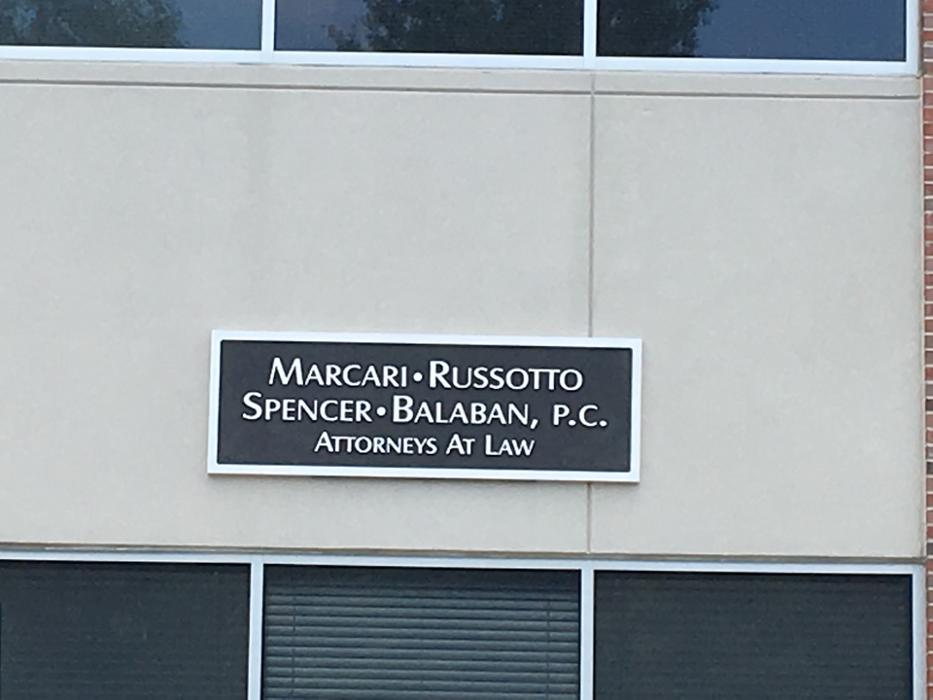 MARCARI • RUSSOTTO
SPENCER • BALABAN, P.C.
ATTORNEYS AT LAW